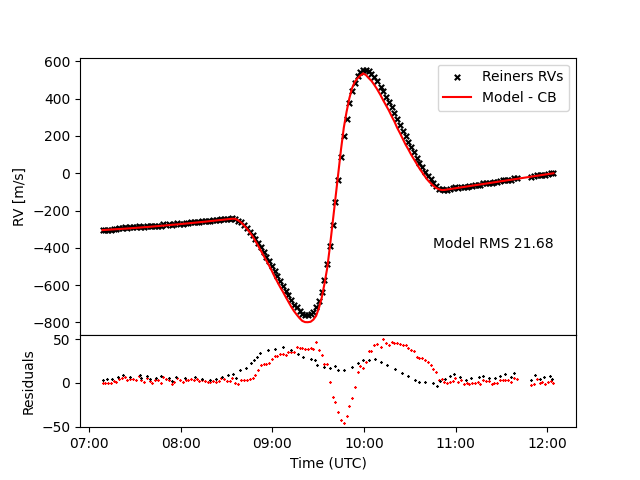 600
400
200
0
−200
−400
−600
−800
RV [m/s]
Reiners RVs
Model - CB
Model RMS 21.68
50
0
−50
Residuals
07:00 08:00 09:00 10:00 11:00 12:00
Time (UTC)